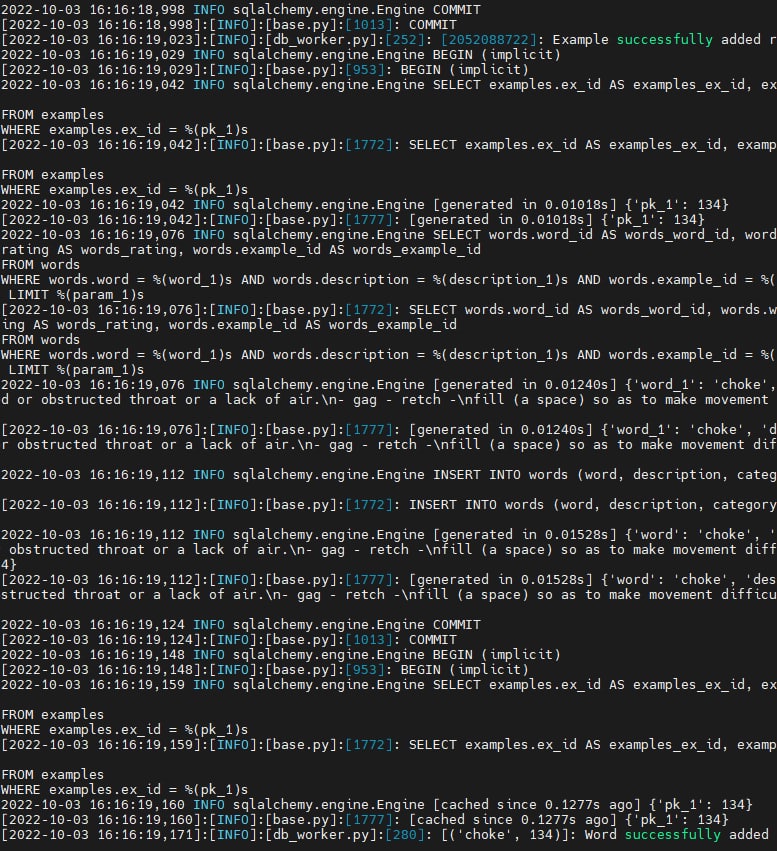 2022-10-03 16:16:18,998 INFO sqlalchemy.engine.Engine COMMIT
[2022-10-03 16:16:18,998]:[INFO]:[base.py]:[1013]: COMMIT
[2022-10-03 16:16:19,023]:[INFO]:[db_worker.py]:[252]: [2052088722]: Example successfully added r
2022-10-03 16:16:19,029 INFO sqlalchemy.engine.Engine BEGIN (implicit)
[2022-10-03 16:16:19,029]:[INFO]:[base.py]:[953]: BEGIN (implicit)
2022-10-03 16:16:19,042 INFO sqlalchemy.engine.Engine SELECT examples.ex_id AS examples_ex_id, ex
FROM examples
WHERE examples.ex_id = %(pk_1)s
[2022-10-03 16:16:19,042]:[INFO]:[base.py]:[1772]: SELECT examples.ex_id AS examples_ex_id, examp
FROM examples
WHERE examples.ex_id = %(pk_1)s
2022-10-03 16:16:19,042 INFO sqlalchemy.engine.Engine [generated in 0.01018s] {'pk_1': 134}
[2022-10-03 16:16:19,042]:[INFO]:[base.py]:[1777]: [generated in 0.01018s] {'pk_1': 134}
2022-10-03 16:16:19,076 INFO sqlalchemy.engine.Engine SELECT words.word_id AS words_word_id, word
rating AS words_rating, words.example_id AS words_example_id
FROM words
WHERE words.word = %(word_1)s AND words.description = %(description_1)s AND words.example_id = %(
LIMIT %(param_1)s
[2022-10-03 16:16:19,076]:[INFO]:[base.py]:[1772]: SELECT words.word_id AS words_word_id, words.w
ing AS words_rating, words.example_id AS words_example_id
FROM words
WHERE words.word = %(word_1)s AND words.description = %(description_1)s AND words.example_id = %(
LIMIT %(param_1)s
2022-10-03 16:16:19,076 INFO sqlalchemy.engine.Engine [generated in 0.01240s] {'word_1': 'choke',
d or obstructed throat or a lack of air.\n- gag - retch -\nfill (a space) so as to make movement
[2022-10-03 16:16:19,076]:[INFO]:[base.py]:[1777]: [generated in 0.01240s] {'word_1': 'choke', 'd
r obstructed throat or a lack of air.\n- gag - retch -\nfill (a space) so as to make movement dif
2022-10-03 16:16:19,112 INFO sqlalchemy.engine.Engine INSERT INTO words (word, description, categ
[2022-10-03 16:16:19,112]:[INFO]:[base.py]:[1772]: INSERT INTO words (word, description, category
2022-10-03 16:16:19,112 INFO sqlalchemy.engine.Engine [generated in 0.01528s] {'word': 'choke', '
obstructed throat or a lack of air.\n- gag - retch -\nfill (a space) so as to make movement diff
4}
[2022-10-03 16:16:19,112]:[INFO]:[base.py]:[1777]: [generated in 0.01528s] {'word': 'choke', 'des
structed throat or a lack of air.\n- gag - retch -\nfill (a space) so as to make movement difficu
2022-10-03 16:16:19,124 INFO sqlalchemy.engine.Engine COMMIT
[2022-10-03 16:16:19,124]:[INFO]:[base.py]:[1013]: COMMIT
2022-10-03 16:16:19,148 INFO sqlalchemy.engine.Engine BEGIN (implicit)
[2022-10-03 16:16:19,148]:[INFO]:[base.py]:[953]: BEGIN (implicit)
2022-10-03 16:16:19,159 INFO sqlalchemy.engine.Engine SELECT examples.ex_id AS examples_ex_id, ex
FROM examples
WHERE examples.ex_id = %(pk_1)s
[2022-10-03 16:16:19,159]:[INFO]:[base.py]:[1772]: SELECT examples.ex_id AS examples_ex_id, examp
FROM examples
WHERE examples.ex_id = %(pk_1)s
2022-10-03 16:16:19,160 INFO sqlalchemy.engine.Engine [cached since 0.1277s ago] {'pk_1': 134}
[2022-10-03 16:16:19,160]:[INFO]:[base.py]:[1777]: [cached since 0.1277s ago] {'pk_1': 134}
[2022-10-03 16:16:19,171]:[INFO]:[db_worker.py]:[280]: [('choke', 134)]: Word successfully added